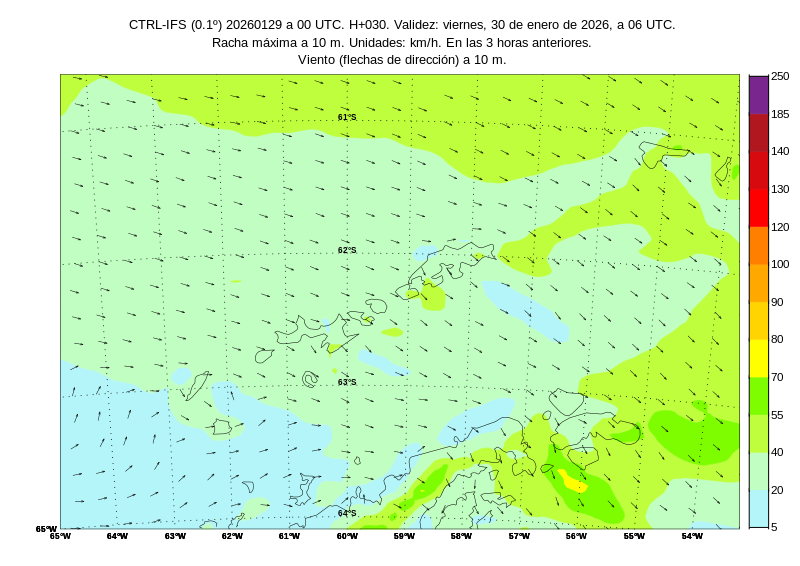 CTRL-IFS (0.1º) 20260129 a 00 UTC. H+030. Validez: viernes, 30 de enero de 2026, a 06 UTC.
Racha máxima a 10 m. Unidades: km/h. En las 3 horas anteriores.
Viento (flechas de dirección) a 10 m.
250
185
140
130
120
100
90
80
70
55
40
20
5
61°S
62°S
63°S
64°S
65°W
65°W 64°W 63°W 62°W 61°W 60°W 59°W 58°W 57°W 56°W 55°W 54°W